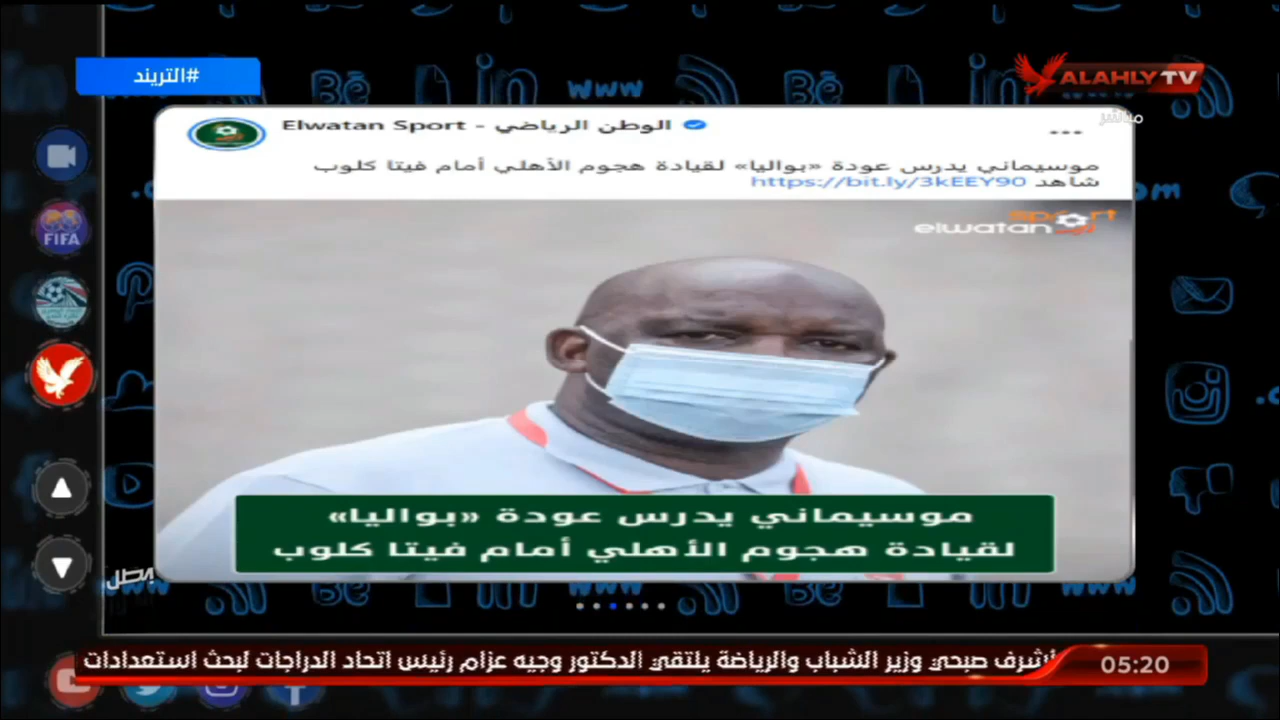 #التريند
ALAHLY TV
مباشر
Elwatan Sport - الوطن الرياضي
موسيماني يدرس عودة «بواليا» لقيادة هجوم الأهلي أمام فيتا كلوب
شاهد https://bit.ly/3kEEY90
sport
elwatan
FIFA
موسيماني يدرس عودة «بواليا»
لقيادة هجوم الأهلي أمام فيتا كلوب
أشرف صبحي وزير الشباب والرياضة يلتقي الدكتور وجيه عزام رئيس اتحاد الدراجات لبحث استعدادات
05:20